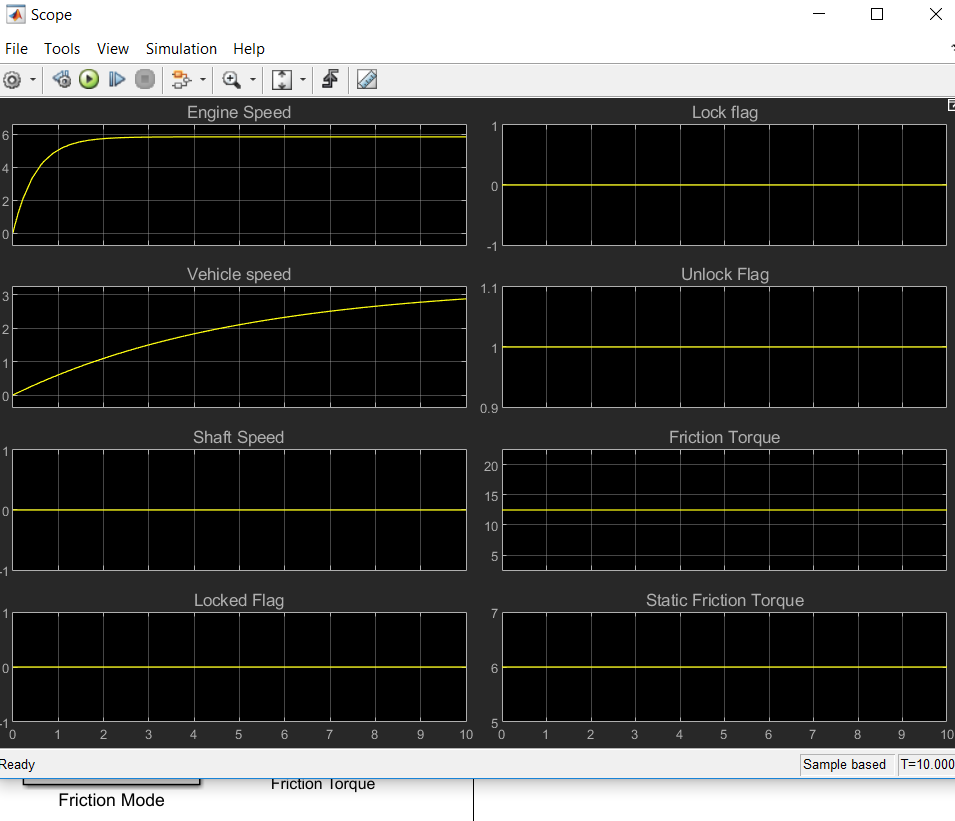 Scope
File Tools View Simulation Help
Engine Speed
6
4
2
0
Lock flag
1
0
-1
Vehicle speed
3
2
1
0
Unlock Flag
1.1
1
0.9
Shaft Speed
1
0
-1
Friction Torque
20
15
10
5
Locked Flag
1
0
-1
0 1 2 3 4 5 6 7 8 9 10
Static Friction Torque
7
6
5
0 1 2 3 4 5 6 7 8 9 10
Ready
Sample based T=10.000
Friction Mode
Friction Torque